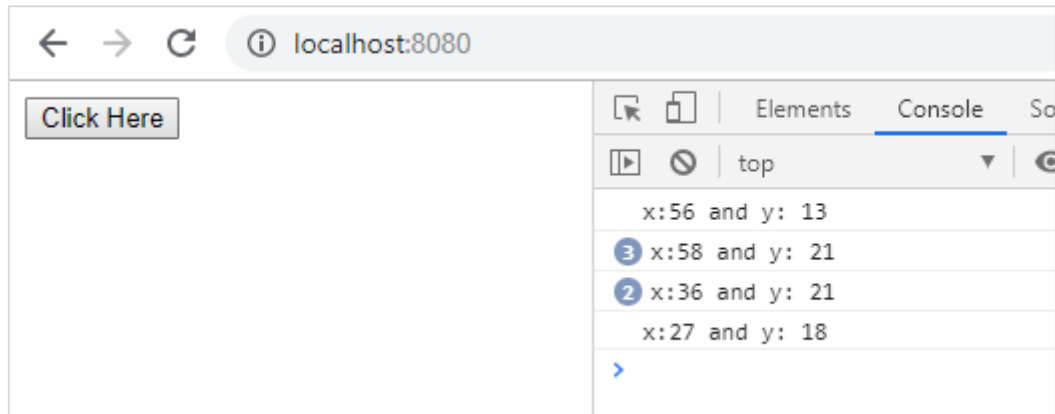 localhost:8080
Click Here
Elements Console So
top
x:56 and y: 13
3 x:58 and y: 21
2 x:36 and y: 21
x:27 and y: 18